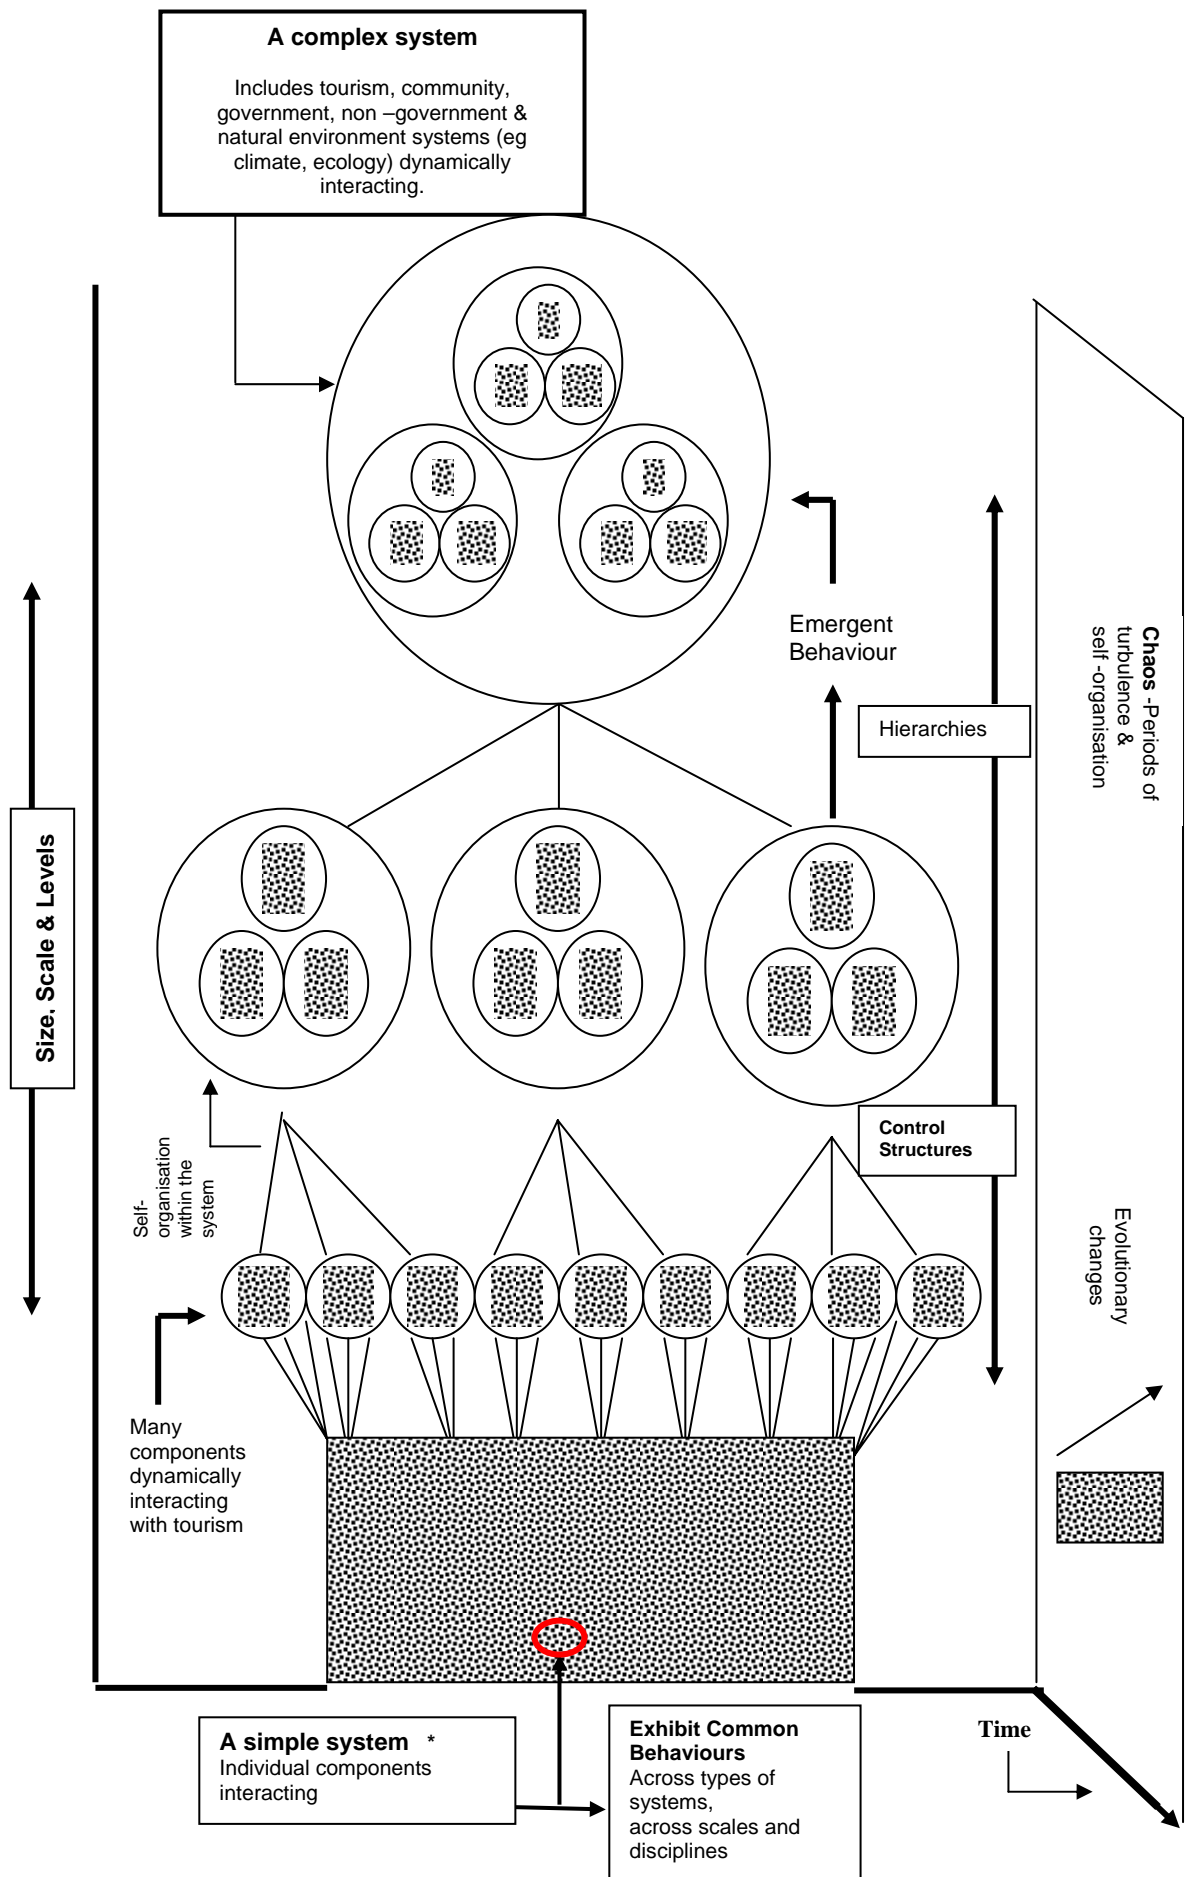 A complex system
Includes tourism, community,
government, non –government &
natural environment systems (eg
climate, ecology) dynamically
interacting.
Emergent
Behaviour
Hierarchies
Chaos -Periods of
turbulence &
self -organisation
Size, Scale & Levels
Control
Structures
Self-
organisation
within the
system
Evolutionary
changes
Many
components
dynamically
interacting
with tourism
A simple system *
Individual components
interacting
Exhibit Common
Behaviours
Across types of
systems,
across scales and
disciplines
Time